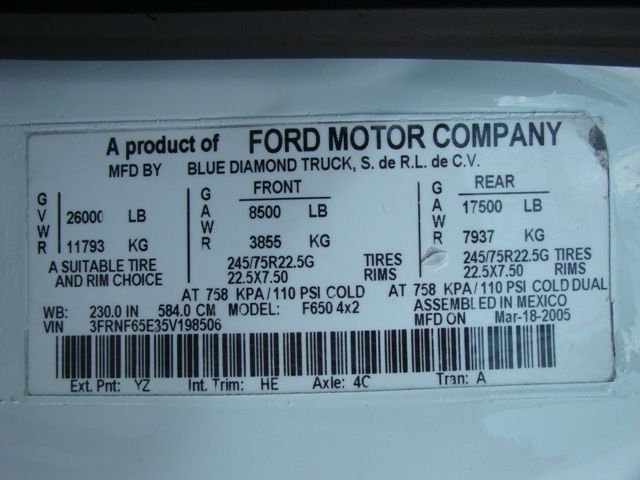 A product of FORD MOTOR COMPANY
MFD BY BLUE DIAMOND TRUCK, S. de R.L. de C.V.
GVWR 26000 LB
11793 KG
FRONT
GAWR 8500 LB
3855 KG
REAR
GAWR 17500 LB
7937 KG
A SUITABLE TIRE AND RIM CHOICE
245/75R22.5G TIRES
22.5X7.50 RIMS
245/75R22.5G TIRES
22.5X7.50 RIMS
AT 758 KPA/110 PSI COLD AT 758 KPA/110 PSI COLD DUAL
WB: 230.0 IN 584.0 CM MODEL: F650 4x2 ASSEMBLED IN MEXICO
VIN 3FRNF65E35V198506 MFD ON Mar-18-2005
Ext. Pnt: YZ Int. Trim: HE Axle: 4C Tran: A